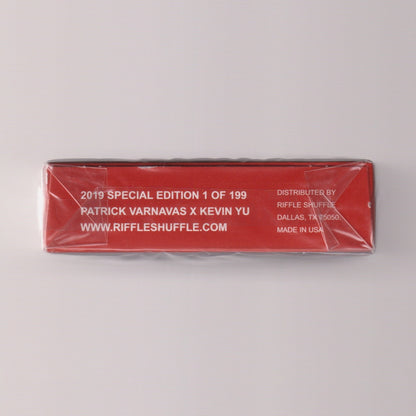 2019 SPECIAL EDITION 1 OF 199
PATRICK VARNAVAS X KEVIN YU
WWW.RIFFLESHUFFLE.COM
DISTRIBUTED BY
RIFFLE SHUFFLE
DALLAS, TX 75050.
MADE IN USA.